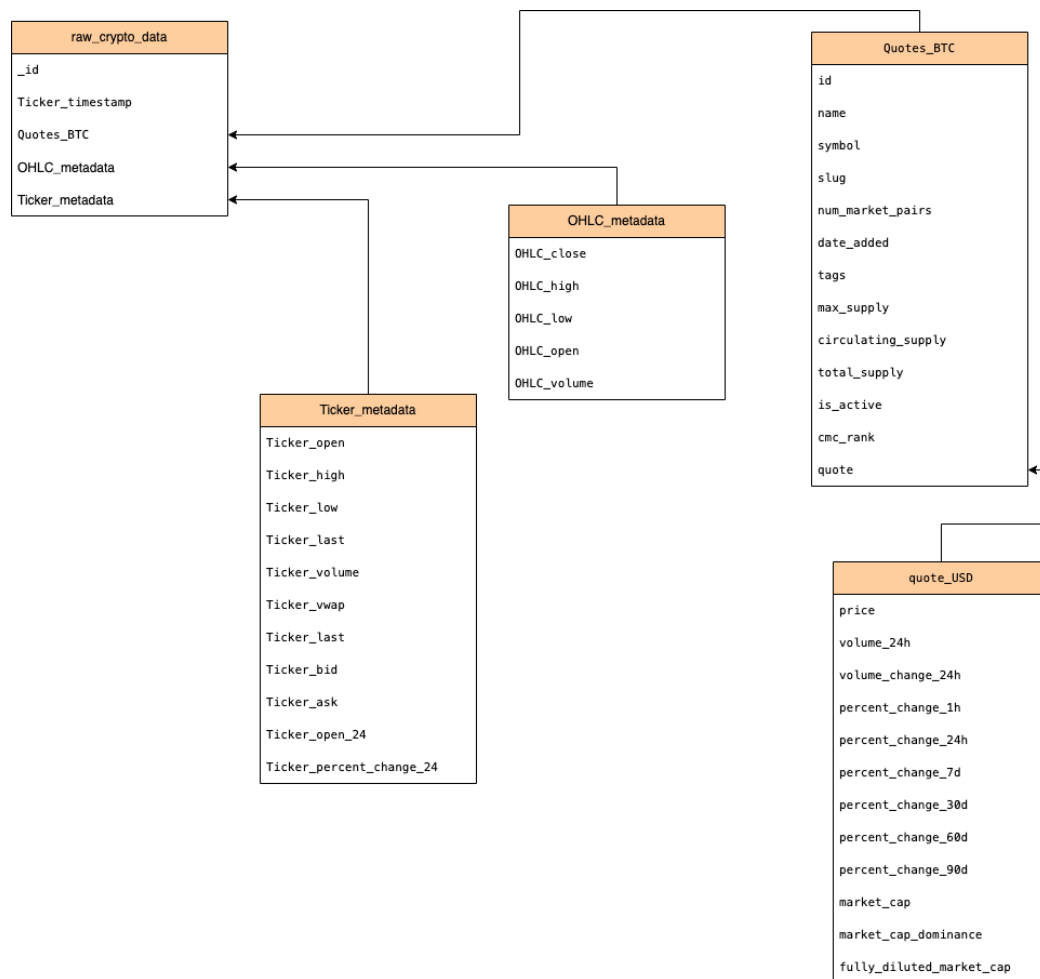 raw_crypto_data
_id
Ticker_timestamp
Quotes_BTC
OHLC_metadata
Ticker_metadata
Quotes_BTC
id
name
symbol
slug
num_market_pairs
date_added
tags
max_supply
circulating_supply
total_supply
is_active
cmc_rank
quote
OHLC_metadata
OHLC_close
OHLC_high
OHLC_low
OHLC_open
OHLC_volume
Ticker_metadata
Ticker_open
Ticker_high
Ticker_low
Ticker_last
Ticker_volume
Ticker_vwap
Ticker_last
Ticker_bid
Ticker_ask
Ticker_open_24
Ticker_percent_change_24
quote_USD
price
volume_24h
volume_change_24h
percent_change_1h
percent_change_24h
percent_change_7d
percent_change_30d
percent_change_60d
percent_change_90d
market_cap
market_cap_dominance
fully_diluted_market_cap